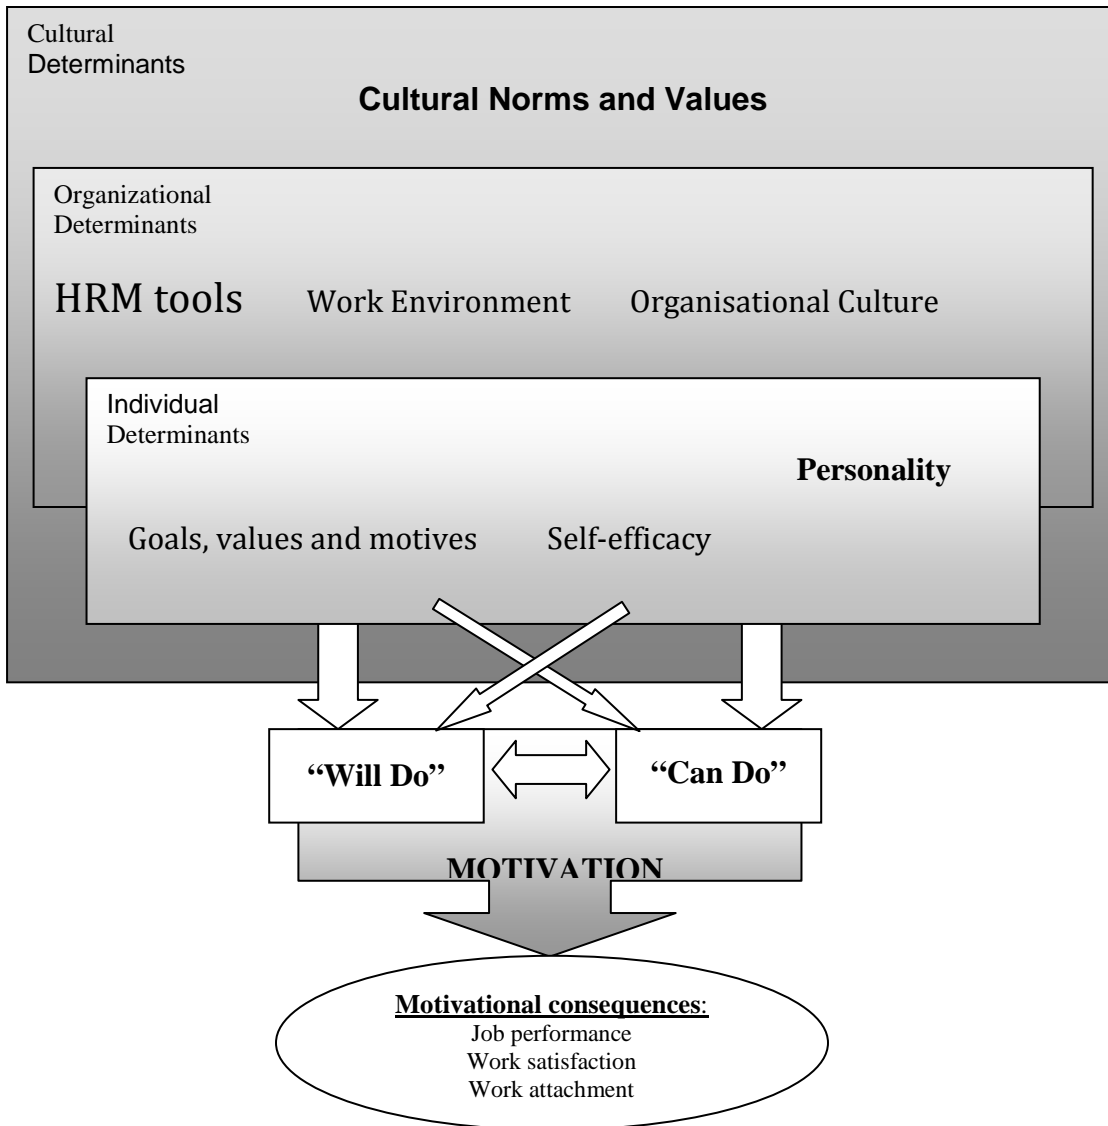 Cultural
Determinants
Cultural Norms and Values
Organizational
Determinants
HRM tools
Work Environment
Organisational Culture
Individual
Determinants
Personality
Goals, values and motives
Self-efficacy
“Will Do”
“Can Do”
MOTIVATION
Motivational consequences:
Job performance
Work satisfaction
Work attachment